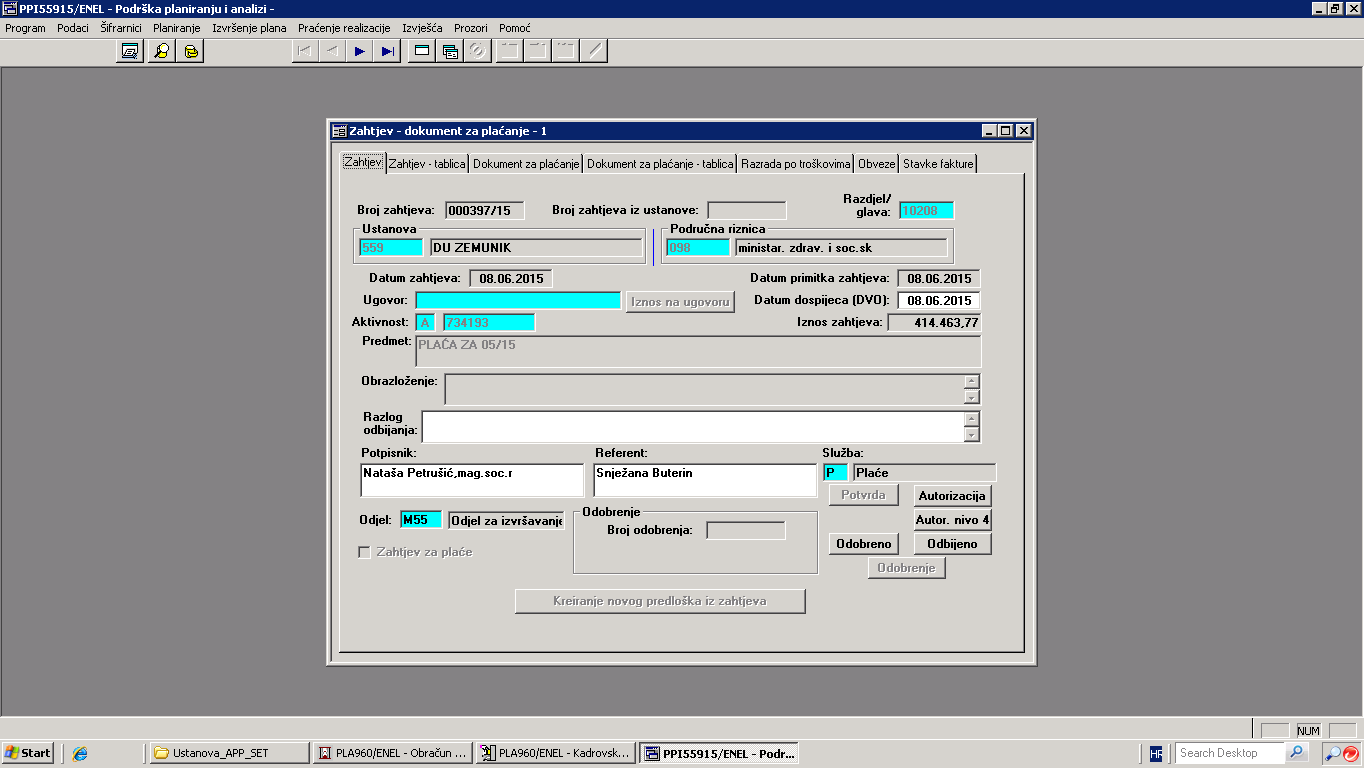 PPI55915/ENEL - Podrška planiranju i analizi -
Program Podaci Šifrarnici Planiranje Izvršenje plana Praćenje realizacije Izvješća Prozori Pomoć
Zahtjev - dokument za plaćanje - 1
Zahtjev Zahtjev - tablica Dokument za plaćanje Dokument za plaćanje - tablica Razrada po troškovima Obveze Stavke fakture
Broj zahtjeva: 000397/15 Broj zahtjeva iz ustanove: Razdjel/
glava: 10208
Ustanova Područna riznica
559 DU ZEMUNIK 098 ministar. zdrav. i soc.sk
Datum zahtjeva: 08.06.2015 Datum primitka zahtjeva: 08.06.2015
Ugovor: Iznos na ugovoru Datum dospijeca (DVO): 08.06.2015
Aktivnost: A 734193 Iznos zahtjeva: 414.463,77
Predmet: PLAĆA ZA 05/15
Obrazloženje:
Razlog
odbijanja:
Potpisnik: Referent: Služba:
Nataša Petrušić,mag.soc.r Snježana Buterin P Plaće
Potvrda Autorizacija
Odjel: M55 Odjel za izvršavanje Odobrenje Autor. nivo 4
Broj odobrenja:
Odobreno Odbijeno
Zahtjev za plaće
Odobrenje
Kreiranje novog predloška iz zahtjeva
NUM
Start Ustanova_APP_SET PLA960/ENEL - Obračun ... PLA960/ENEL - Kadrovsk... PPI55915/ENEL - Podr... HR Search Desktop